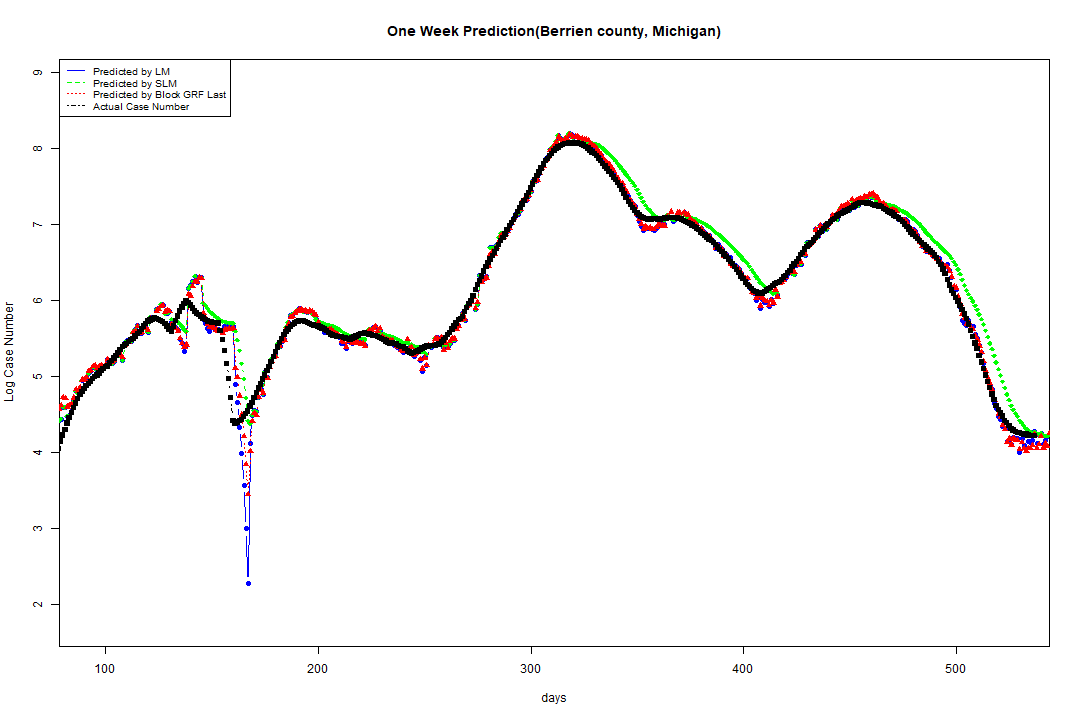 One Week Prediction(Berrien county, Michigan)
Predicted by LM
Predicted by SLM
Predicted by Block GRF Last
Actual Case Number
9
8
7
6
5
4
3
2
Log Case Number
100 200 300 400 500
days